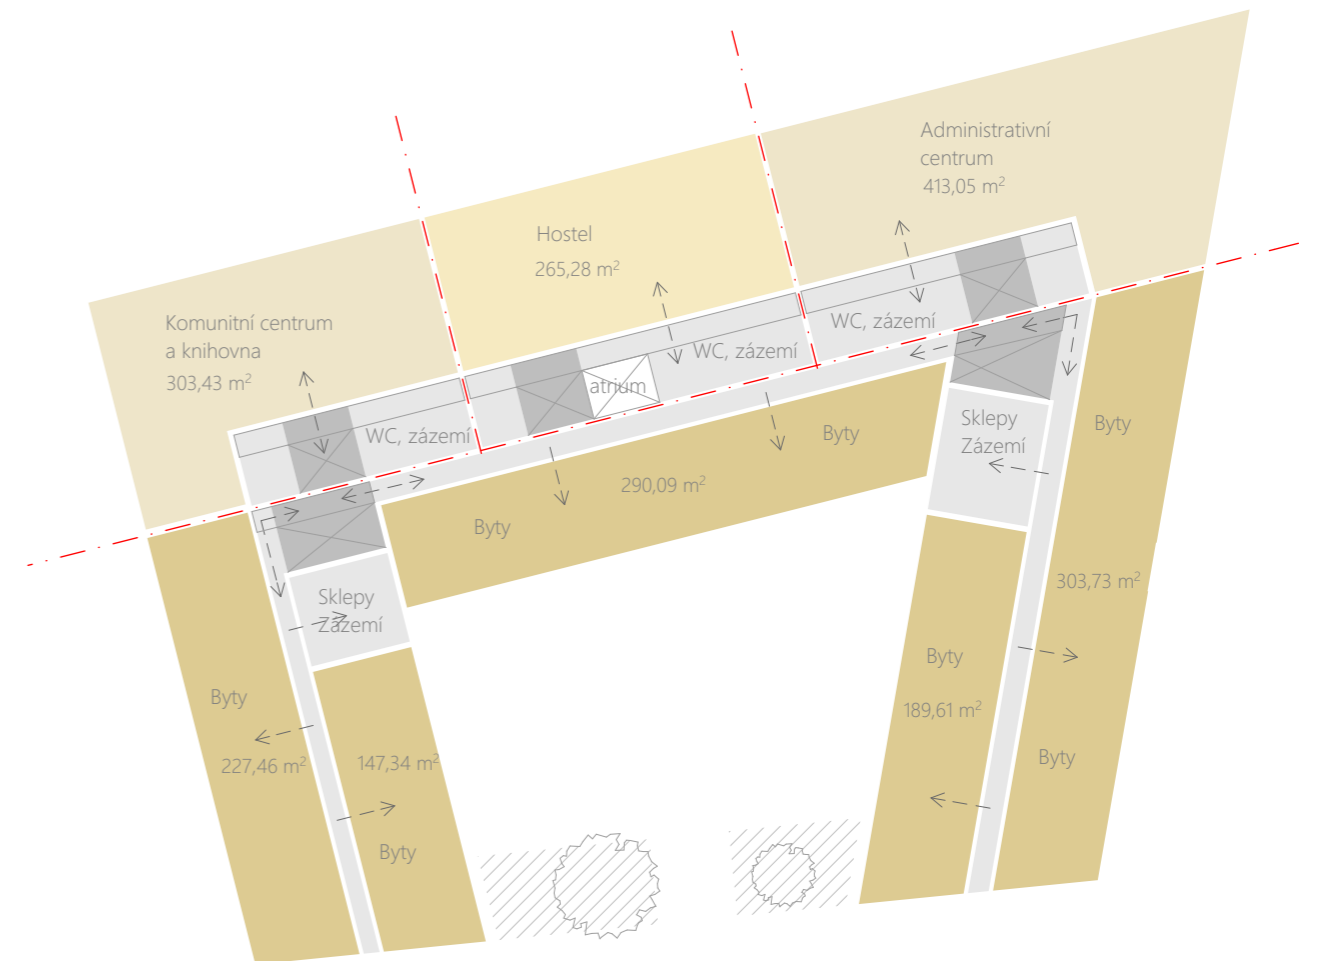 Administrativní
centrum
413,05 m²
Hostel
265,28 m²
Komunitní centrum
a knihovna
303,43 m²
WC, zázemí
WC, zázemí
atrium
WC, zázemí
Sklepy
Zázemí
Byty
Byty
290,09 m²
Byty
Sklepy
Zázemí
303,73 m²
Byty
189,61 m²
Byty
Byty
227,46 m²
147,34 m²
Byty